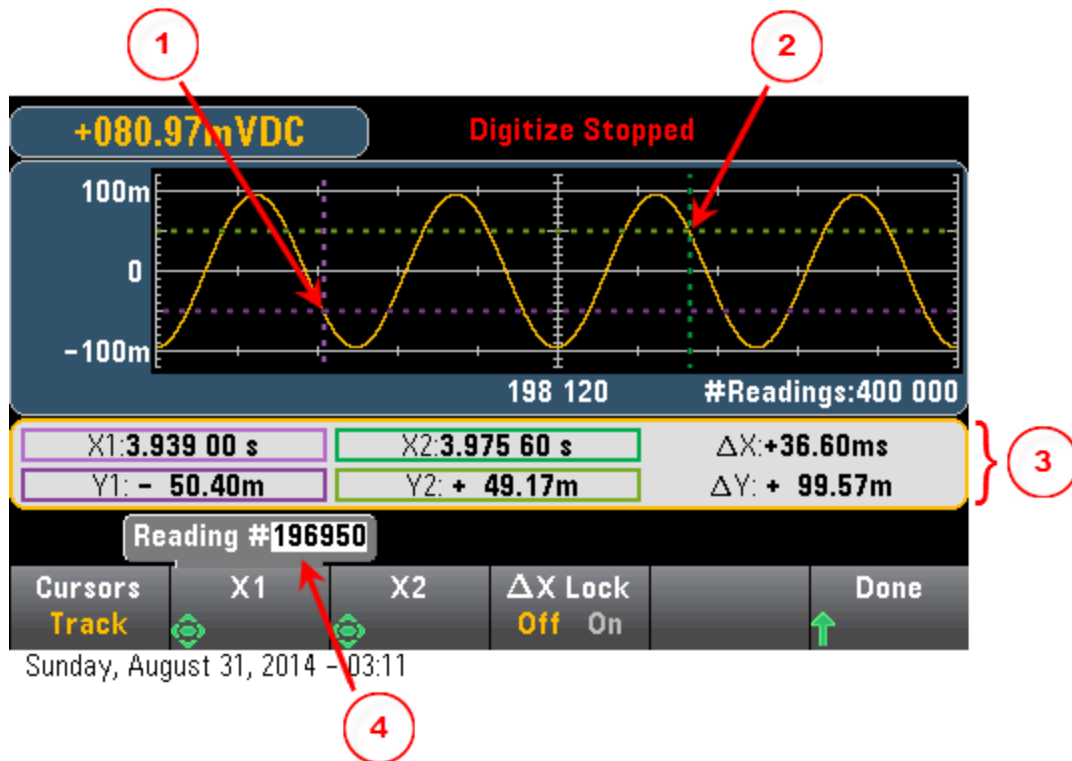 1
2
+080.97mVDC
Digitize Stopped
100m
0
-100m
198 120 #Readings:400 000
X1:3.939 00 s X2:3.975 60 s ΔX:+36.60ms
Y1: - 50.40m Y2: + 49.17m ΔY: + 99.57m
3
Reading #196950
Cursors X1 X2 ΔX Lock Done
Track Off On
Sunday, August 31, 2014 - 03:11
4